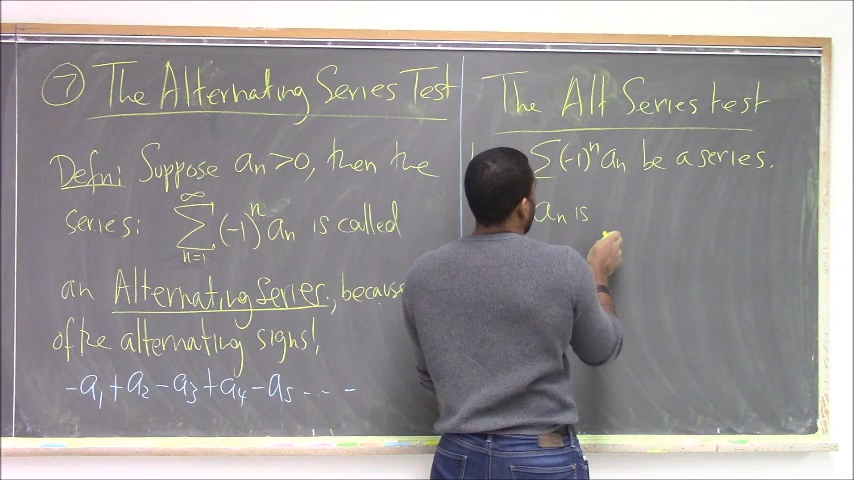 ⑦ The Alternating Series Test
Defn: Suppose aₙ>0, then the
series: ∑_{n=1}^{∞} (-1)ⁿ aₙ is called
an Alternating Series, because
of the alternating signs!
-a₁+a₂-a₃+a₄-a₅ ... -
The Alt Series test
∑(-1)ⁿ aₙ be a series.
aₙ is